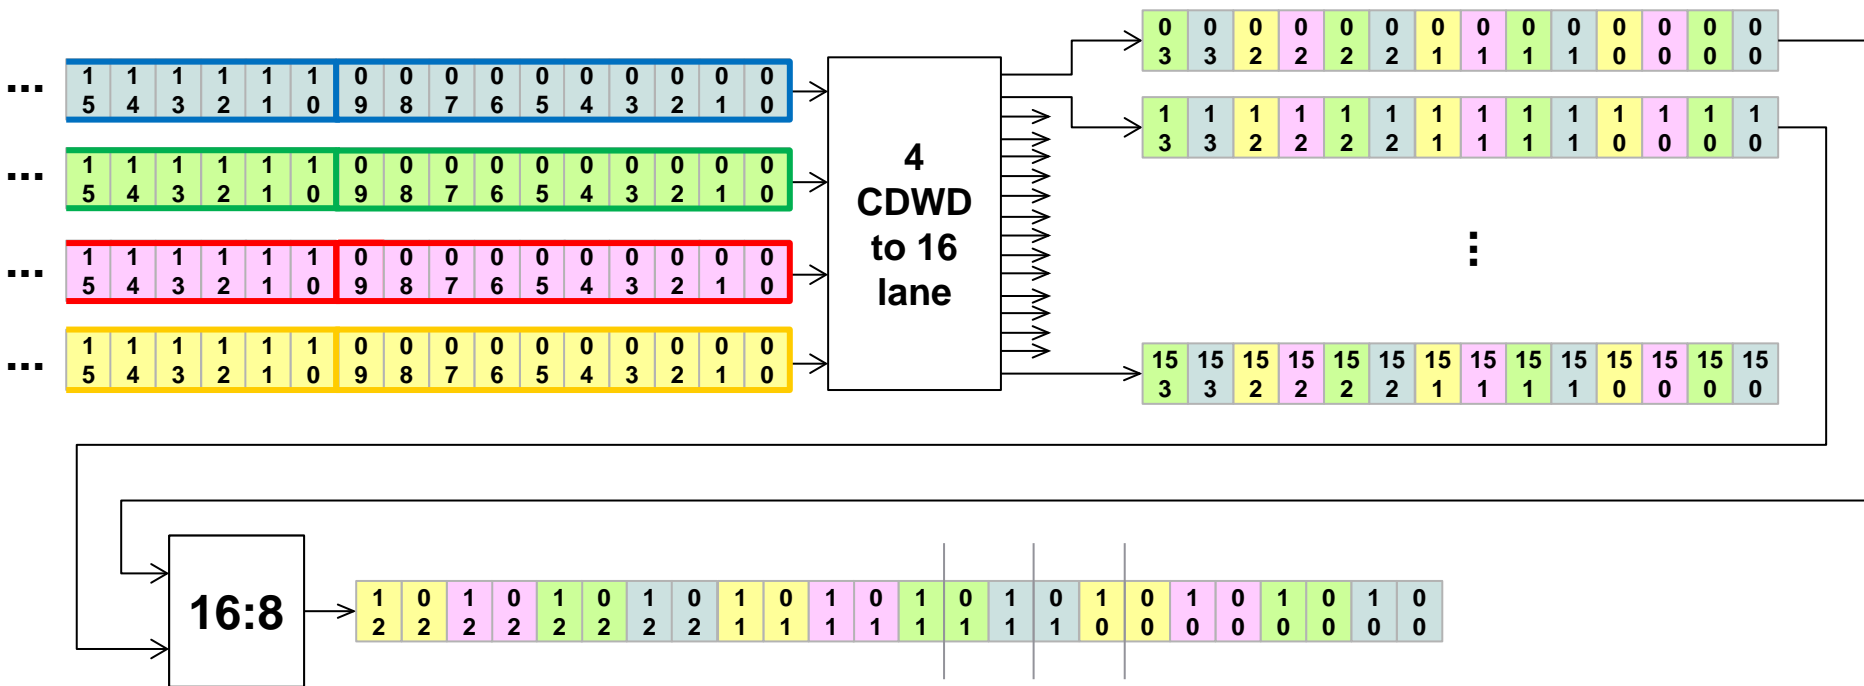 0 0 0 0 0 0 0 0 0 0 0 0 0 0
3 3 2 2 2 2 1 1 1 1 0 0 0 0
... 1 1 1 1 1 1 0 0 0 0 0 0 0 0 0 0
5 4 3 2 1 0 9 8 7 6 5 4 3 2 1 0
1 1 1 1 1 1 1 1 1 1 1 1 1 1
3 3 2 2 2 2 1 1 1 1 0 0 0 0
... 1 1 1 1 1 1 0 0 0 0 0 0 0 0 0 0
5 4 3 2 1 0 9 8 7 6 5 4 3 2 1 0
4
CDWD
to 16
lane
...
... 1 1 1 1 1 1 0 0 0 0 0 0 0 0 0 0
5 4 3 2 1 0 9 8 7 6 5 4 3 2 1 0
... 1 1 1 1 1 1 0 0 0 0 0 0 0 0 0 0
5 4 3 2 1 0 9 8 7 6 5 4 3 2 1 0
15 15 15 15 15 15 15 15 15 15 15 15 15 15
3 3 2 2 2 2 1 1 1 1 0 0 0 0
16:8
1 0 1 0 1 0 1 0 1 0 1 0 1 0 1 0 1 0 1 0 1 0 1 0
2 2 2 2 2 2 2 2 1 1 1 1 1 1 1 1 0 0 0 0 0 0 0 0